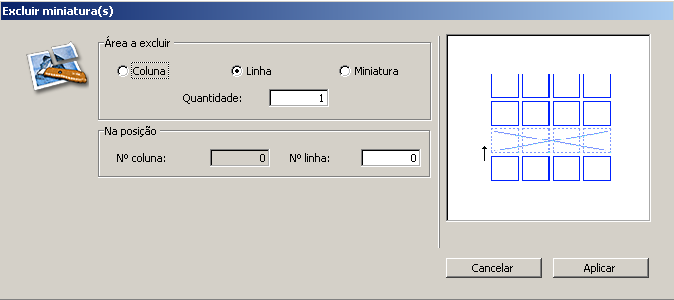 Excluir miniatura(s)
Área a excluir
Coluna Linha Miniatura
Quantidade: 1
Na posição
Nº coluna: 0 Nº linha: 0
Cancelar Aplicar